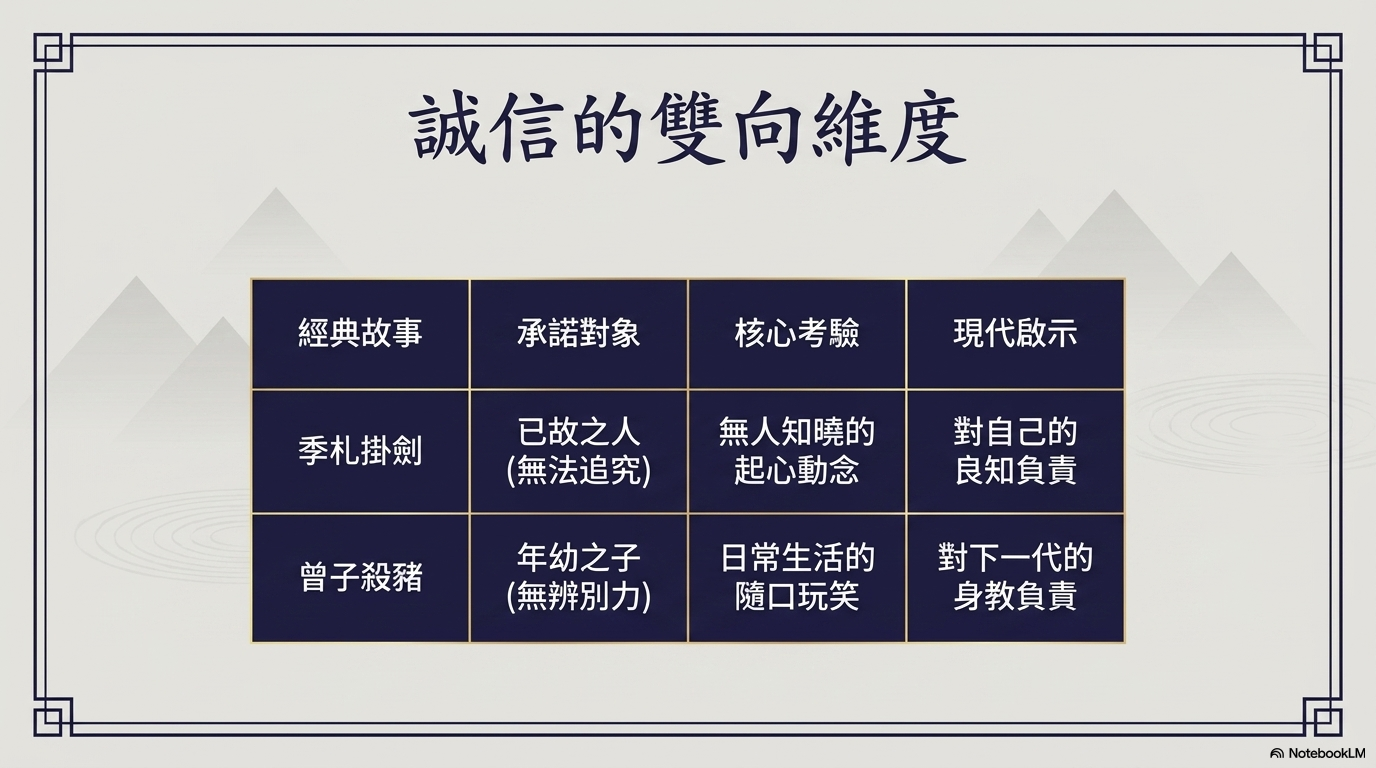 誠信的雙向維度
經典故事
承諾對象
核心考驗
現代啟示
季札掛劍
已故之人
(無法追究)
無人知曉的
起心動念
對自己的
良知負責
曾子殺豬
年幼之子
(無辨別力)
日常生活的
隨口玩笑
對下一代的
身教負責
NotebookLM